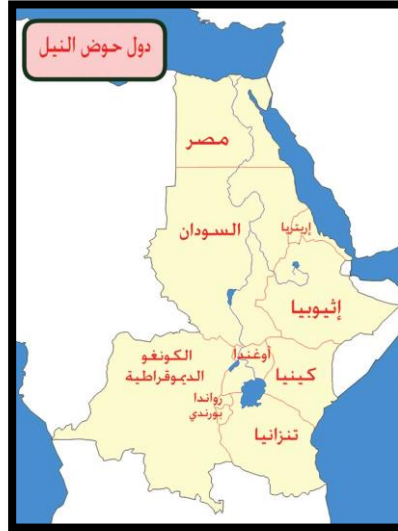 دول حوض النيل
مصر
السودان
إريتريا
إثيوبيا
أوغندا
كينيا
الكونغو
الديموقراطية
رواندا
بورندي
تنزانيا